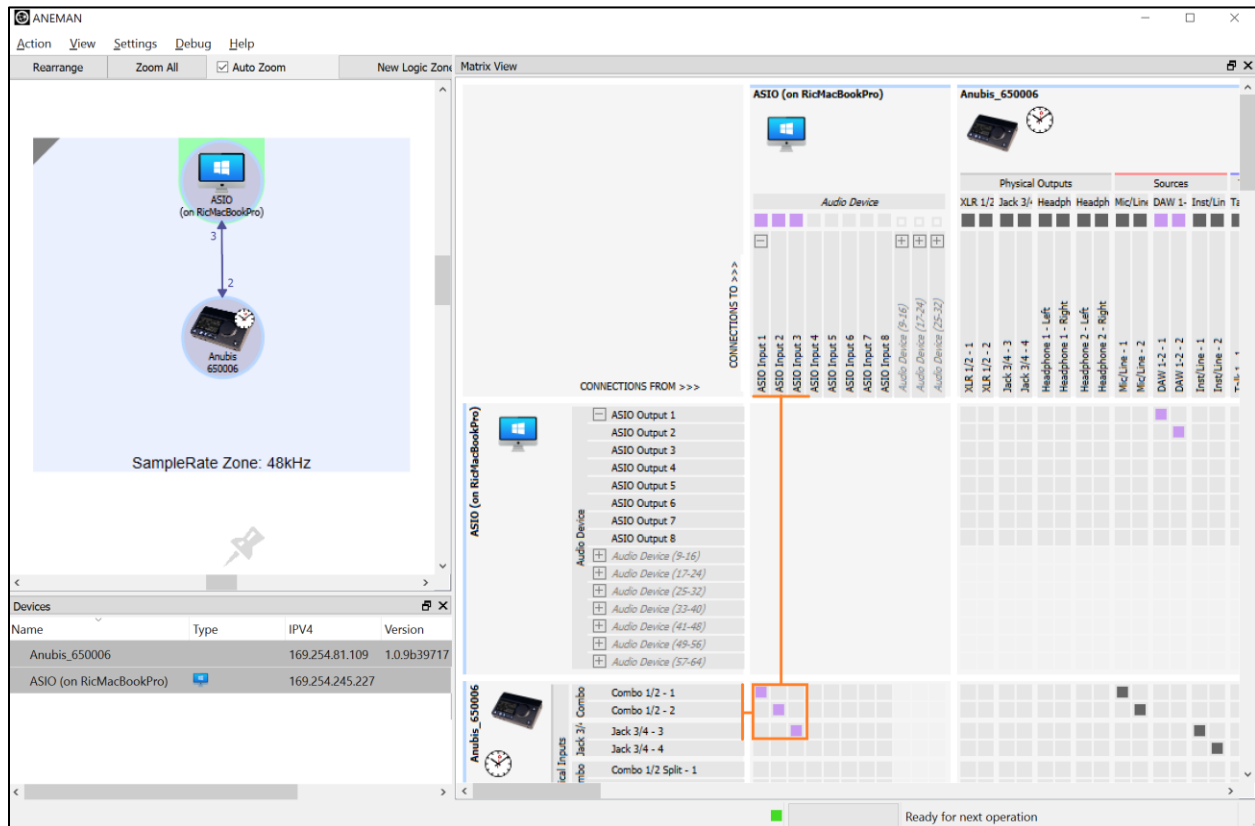 ANEMAN
Action View Settings Debug Help
Rearrange Zoom All Auto Zoom New Logic Zone
ASIO
(on RicMacBookPro)
3
2
Anubis
650006
SampleRate Zone: 48kHz
Devices
Name Type IPV4 Version
Anubis_650006 169.254.81.109 1.0.9b39717
ASIO (on RicMacBookPro) 169.254.245.227
Matrix View
ASIO (on RicMacBookPro) Anubis_650006
Physical Outputs Sources
Audio Device XLR 1/2 Jack 3/4 Headph Headph Mic/Line DAW 1- Inst/Lin Ta
CONNECTIONS TO >>>
ASIO Input 1
ASIO Input 2
ASIO Input 3
ASIO Input 4
ASIO Input 5
ASIO Input 6
ASIO Input 7
ASIO Input 8
Audio Device (9-16)
Audio Device (17-24)
Audio Device (25-32)
XLR 1/2 - 1
XLR 1/2 - 2
Jack 3/4 - 3
Jack 3/4 - 4
Headphone 1 - Left
Headphone 1 - Right
Headphone 2 - Left
Headphone 2 - Right
Mic/Line - 1
Mic/Line - 2
DAW 1-2 - 1
DAW 1-2 - 2
Inst/Line - 1
Inst/Line - 2
CONNECTIONS FROM >>>
ASIO (on RicMacBookPro)
Audio Device
ASIO Output 1
ASIO Output 2
ASIO Output 3
ASIO Output 4
ASIO Output 5
ASIO Output 6
ASIO Output 7
ASIO Output 8
Audio Device (9-16)
Audio Device (17-24)
Audio Device (25-32)
Audio Device (33-40)
Audio Device (41-48)
Audio Device (49-56)
Audio Device (57-64)
Anubis_650006
ical Inputs
Combo
Combo 1/2 - 1
Combo 1/2 - 2
Jack 3/4
Jack 3/4 - 3
Jack 3/4 - 4
mbo
Combo 1/2 Split - 1
Ready for next operation